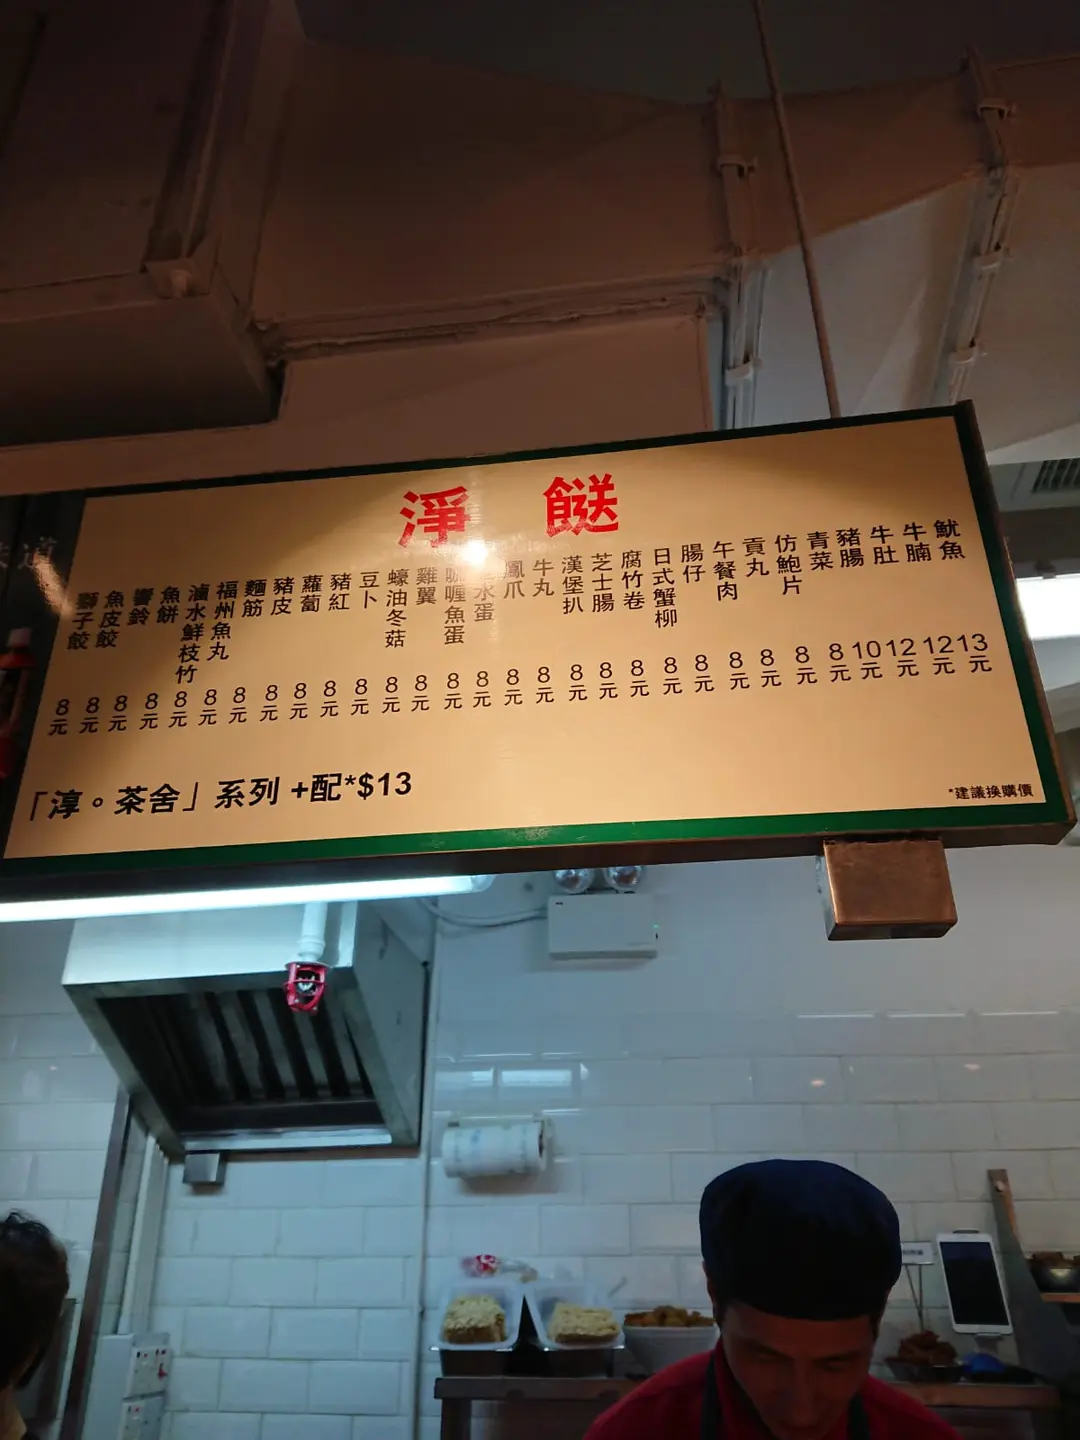 淨餸
魷魚 13元
牛腩 12元
牛肚 12元
豬腸 10元
青菜 8元
仿鮑片 8元
貢丸 8元
午餐肉 8元
腸仔 8元
日式蟹柳 8元
腐竹卷 8元
芝士腸 8元
漢堡扒 8元
牛丸 8元
鳳爪 8元
水蛋 8元
咖喱魚蛋 8元
雞翼 8元
蠔油冬菇 8元
豆卜 8元
豬紅 8元
蘿蔔 8元
豬皮 8元
麵筋 8元
福州魚丸 8元
滷水鮮枝竹 8元
魚餅 8元
響鈴 8元
魚皮餃 8元
獅子餃 8元
「淳。茶舍」系列 +配*$13
*建議換購價